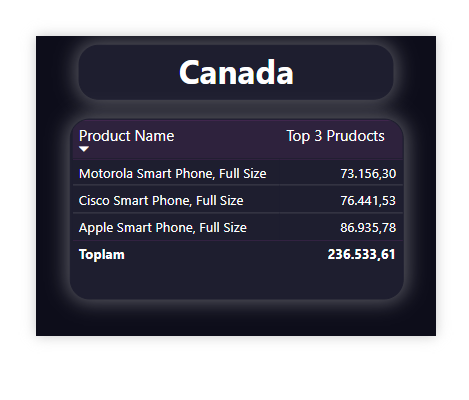 Canada
Product Name Top 3 Prudocts
Motorola Smart Phone, Full Size 73.156,30
Cisco Smart Phone, Full Size 76.441,53
Apple Smart Phone, Full Size 86.935,78
Toplam 236.533,61